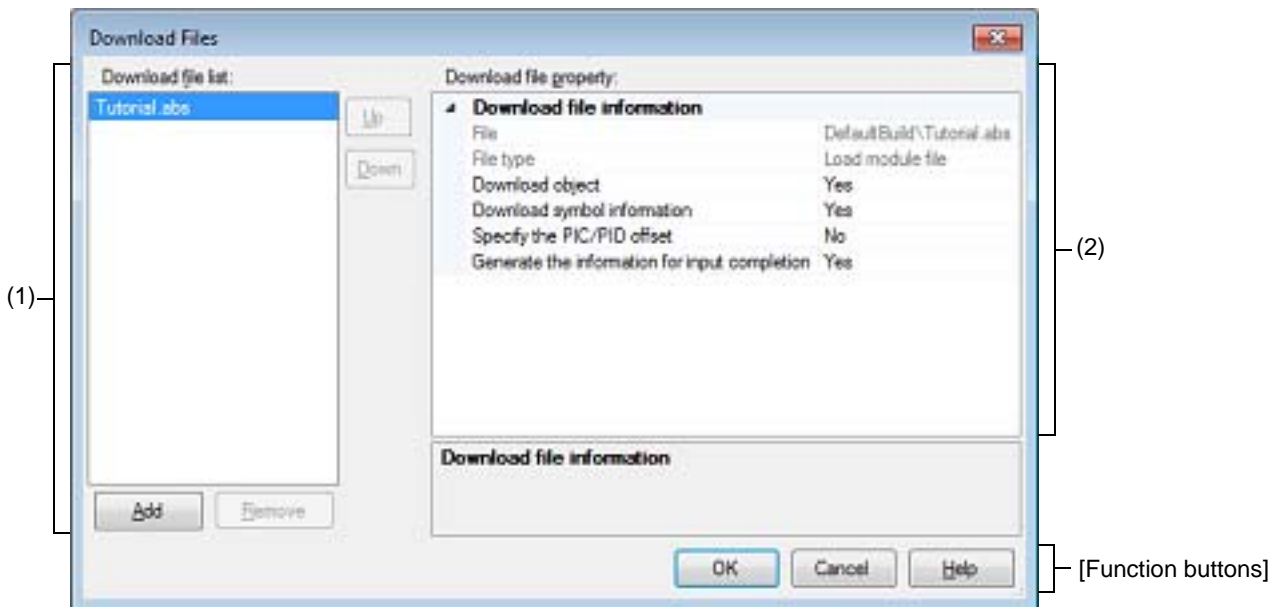 Download Files
Download file list:
Tutorial.abs
Up
Down
Add
Remove
Download file property:
Download file information
File DefaultBuild\Tutorial.abs
File type Load module file
Download object Yes
Download symbol information Yes
Specify the PIC/PID offset No
Generate the information for input completion Yes
Download file information
OK
Cancel
Help
(1)
(2)
[Function buttons]